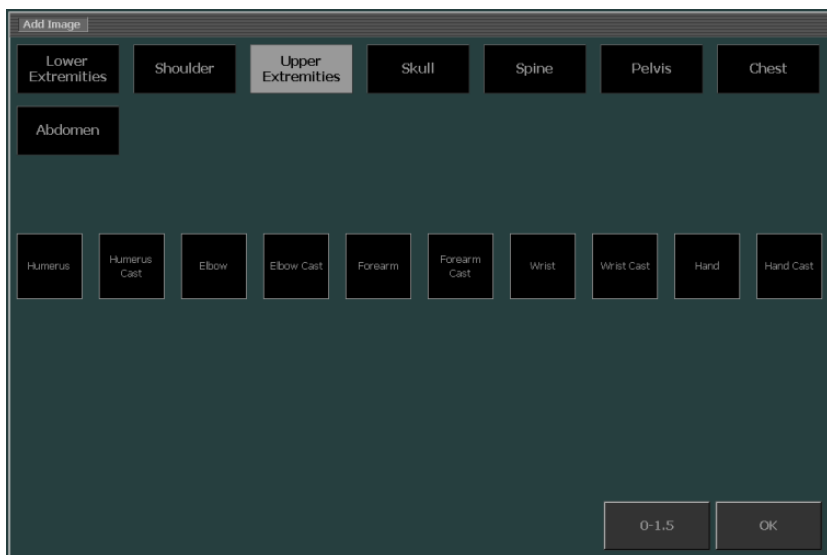 Add Image
Lower
Extremities
Shoulder
Upper
Extremities
Skull
Spine
Pelvis
Chest
Abdomen
Humerus
Humerus
Cast
Elbow
Elbow Cast
Forearm
Forearm
Cast
Wrist
Wrist Cast
Hand
Hand Cast
0-1.5
OK